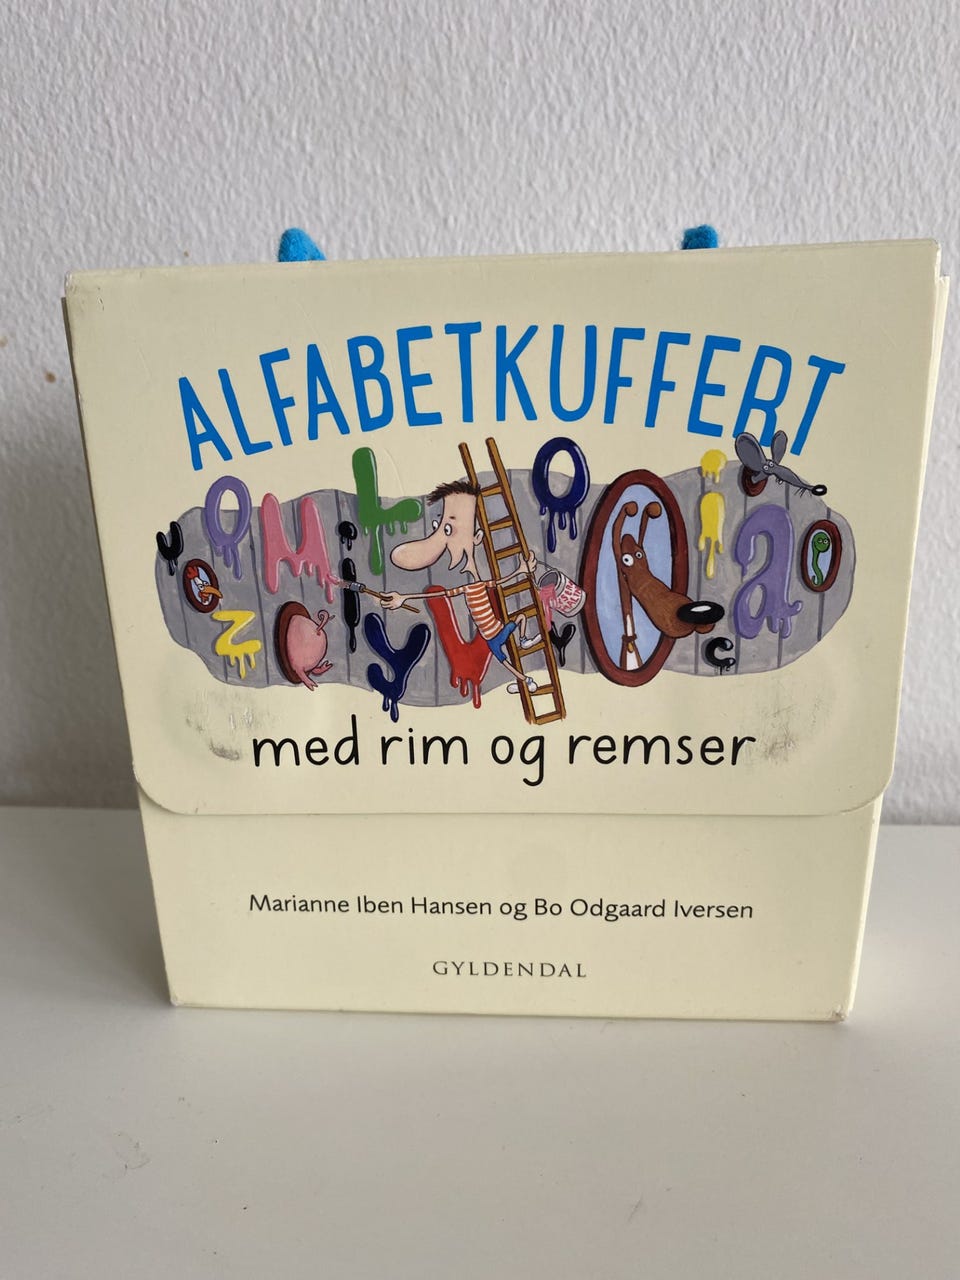 ALFABETKUFFERT
med rim og remser
Marianne Iben Hansen og Bo Odgaard Iversen
GYLDENDAL